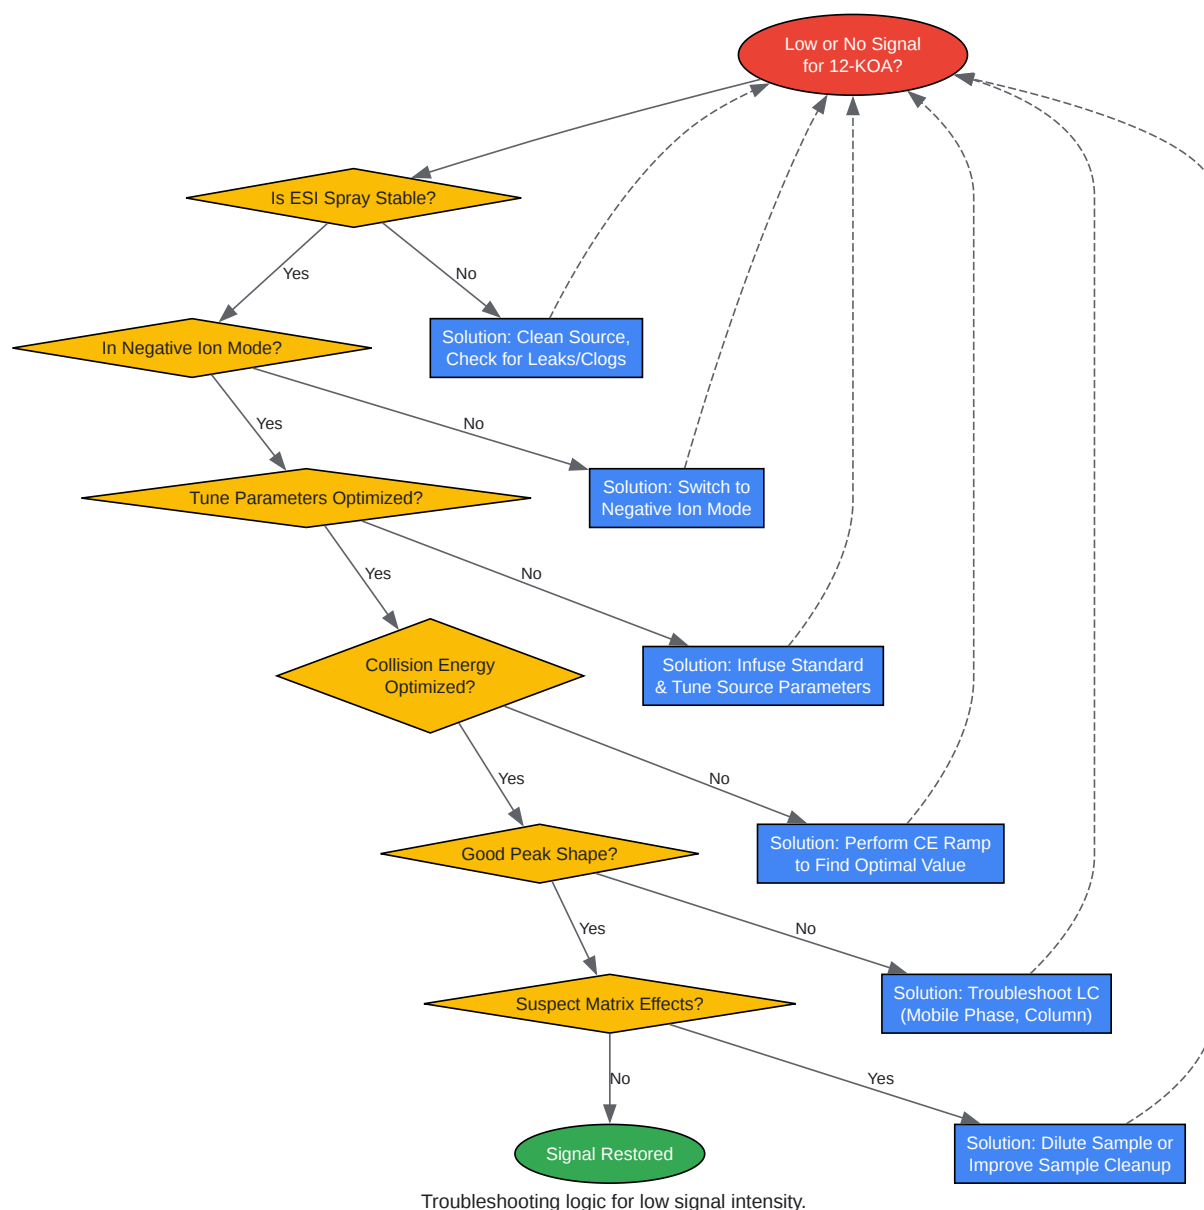 Low or No Signal
for 12-KOA?
Is ESI Spray Stable?
Yes
No
In Negative Ion Mode?
Solution: Clean Source,
Check for Leaks/Clogs
Yes
No
Tune Parameters Optimized?
Solution: Switch to
Negative Ion Mode
Yes
No
Collision Energy
Optimized?
Solution: Infuse Standard
& Tune Source Parameters
Yes
No
Good Peak Shape?
Solution: Perform CE Ramp
to Find Optimal Value
Yes
No
Suspect Matrix Effects?
Solution: Troubleshoot LC
(Mobile Phase, Column)
No
Yes
Signal Restored
Solution: Dilute Sample or
Improve Sample Cleanup
Troubleshooting logic for low signal intensity.